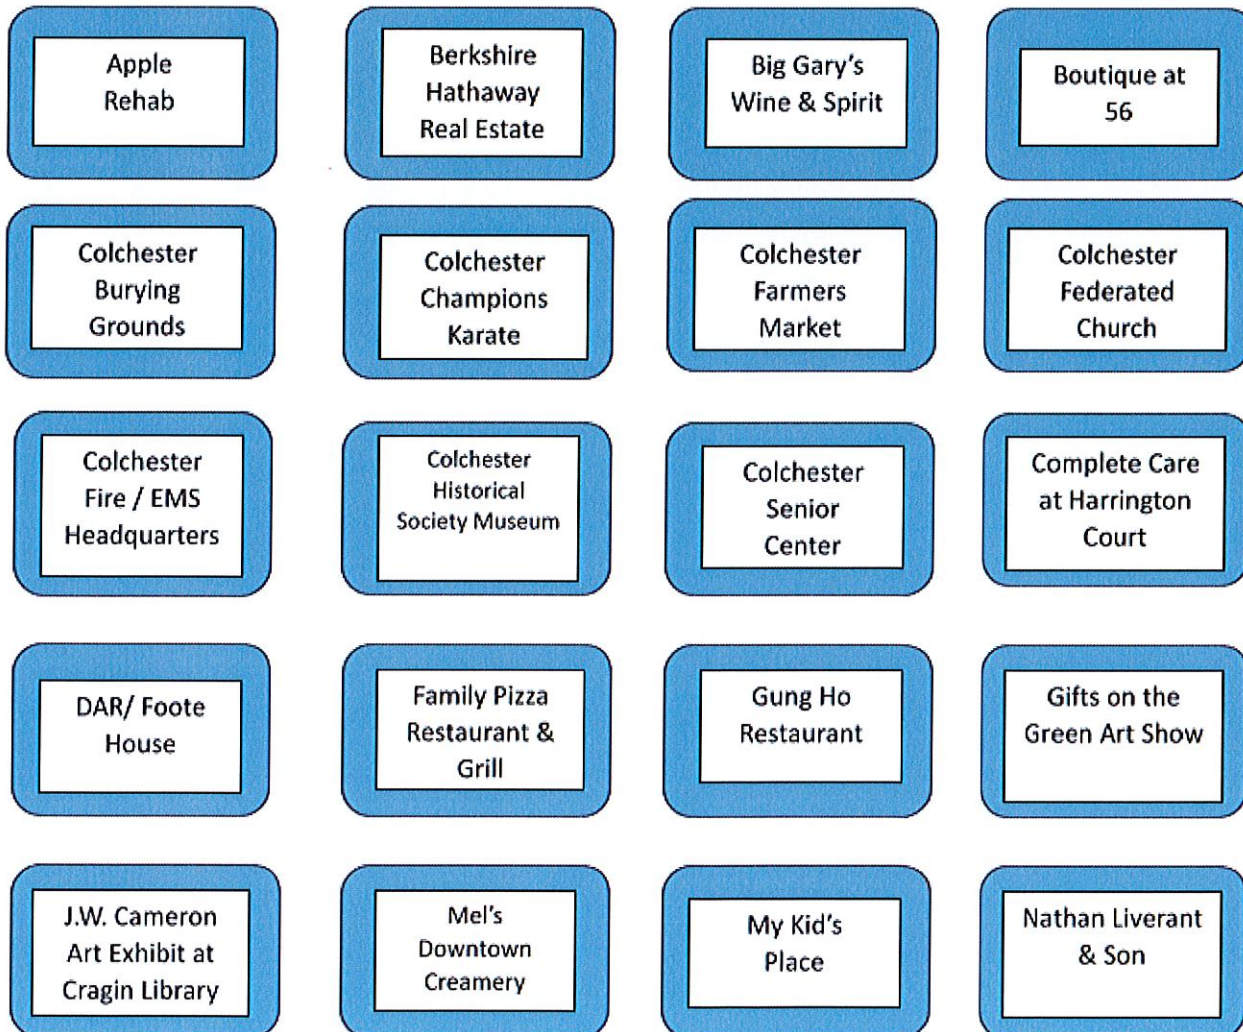 Apple
Rehab
Berkshire
Hathaway
Real Estate
Big Gary's
Wine & Spirit
Boutique at
56
Colchester
Burying
Grounds
Colchester
Champions
Karate
Colchester
Farmers
Market
Colchester
Federated
Church
Colchester
Fire / EMS
Headquarters
Colchester
Historical
Society Museum
Colchester
Senior
Center
Complete Care
at Harrington
Court
DAR/ Foote
House
Family Pizza
Restaurant &
Grill
Gung Ho
Restaurant
Gifts on the
Green Art Show
J.W. Cameron
Art Exhibit at
Cragin Library
Mel's
Downtown
Creamery
My Kid's
Place
Nathan Liverant
& Son